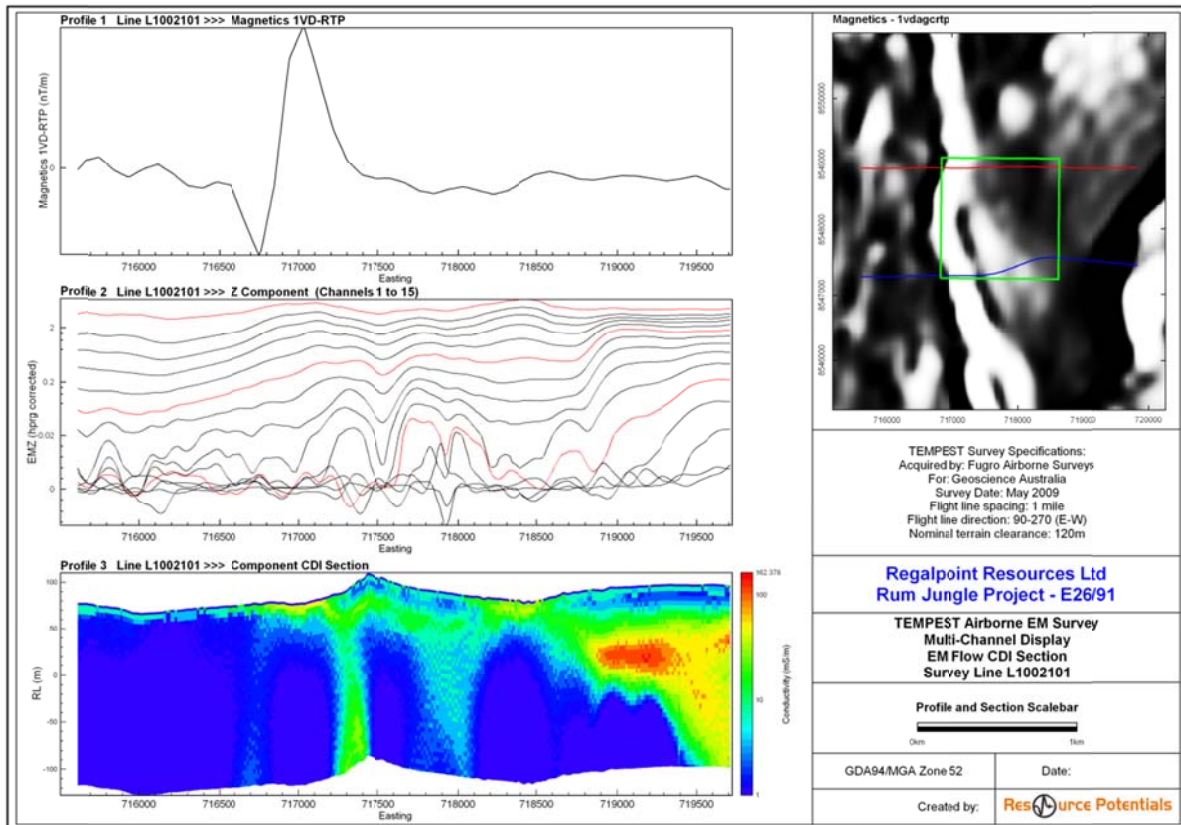 Profile 1 Line L1002101 >>> Magnetics 1VD-RTP
Magnetics 1VD-RTP (nT/m)
0
716000 716500 717000 717500 718000 718500 719000 719500
Easting
Profile 2 Line L1002101 >>> Z Component (Channels 1 to 15)
EMZ (hprg corrected)
2
0.2
0.02
0
716000 716500 717000 717500 718000 718500 719000 719500
Easting
Profile 3 Line L1002101 >>> Component CDI Section
RL (m)
100
50
0
-50
-100
716000 716500 717000 717500 718000 718500 719000 719500
Easting
Conductivity (mS/m)
162.378
100
10
1
Magnetics - 1vdagcrtp
8550000
8549000
8548000
8547000
8546000
716000 717000 718000 719000 720000
TEMPEST Survey Specifications:
Acquired by: Fugro Airborne Surveys
For: Geoscience Australia
Survey Date: May 2009
Flight line spacing: 1 mile
Flight line direction: 90-270 (E-W)
Nominal terrain clearance: 120m
Regalpoint Resources Ltd
Rum Jungle Project - E26/91
TEMPEST Airborne EM Survey
Multi-Channel Display
EM Flow CDI Section
Survey Line L1002101
Profile and Section Scalebar
0km 1km
GDA94/MGA Zone 52
Date:
Created by:
Resource Potentials